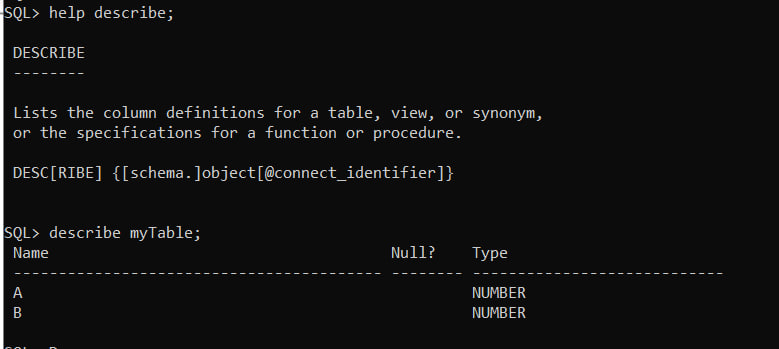 SQL> help describe;
DESCRIBE
--------
Lists the column definitions for a table, view, or synonym,
or the specifications for a function or procedure.
DESC[RIBE] {[schema.]object[@connect_identifier]}
SQL> describe myTable;
Name Null? Type
----------------------------------------- -------- ----------------------------
A NUMBER
B NUMBER